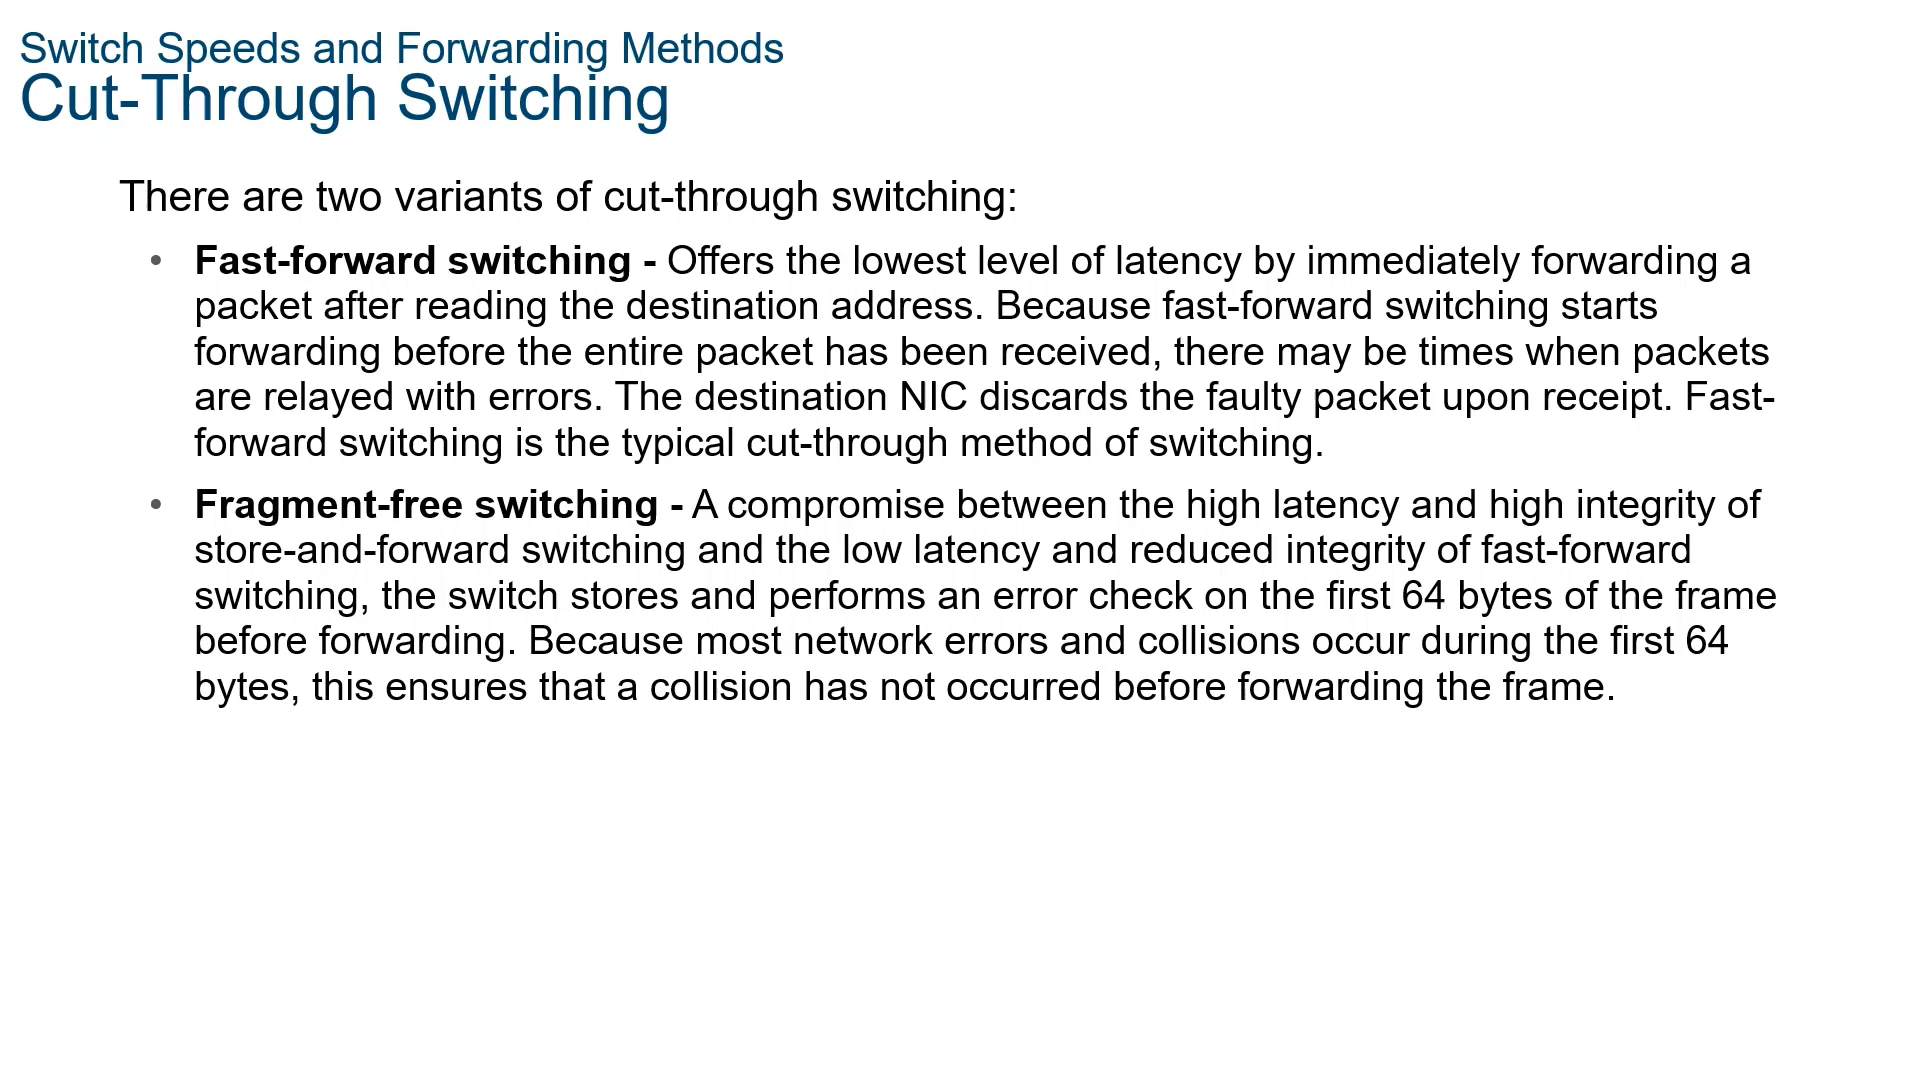 Switch Speeds and Forwarding Methods
Cut-Through Switching
There are two variants of cut-through switching:
• Fast-forward switching - Offers the lowest level of latency by immediately forwarding a
packet after reading the destination address. Because fast-forward switching starts
forwarding before the entire packet has been received, there may be times when packets
are relayed with errors. The destination NIC discards the faulty packet upon receipt. Fast-
forward switching is the typical cut-through method of switching.
• Fragment-free switching - A compromise between the high latency and high integrity of
store-and-forward switching and the low latency and reduced integrity of fast-forward
switching, the switch stores and performs an error check on the first 64 bytes of the frame
before forwarding. Because most network errors and collisions occur during the first 64
bytes, this ensures that a collision has not occurred before forwarding the frame.